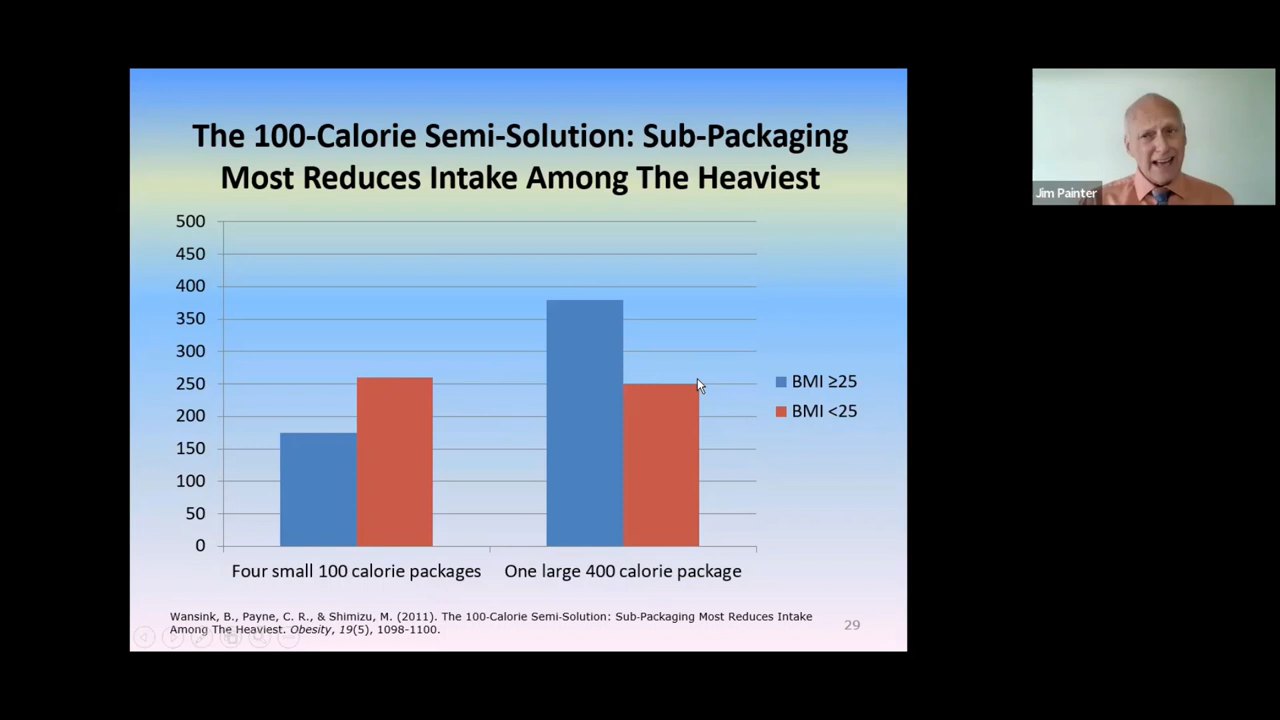 The 100-Calorie Semi-Solution: Sub-Packaging
Most Reduces Intake Among The Heaviest
500
450
400
350
300
250
200
150
100
50
0
Four small 100 calorie packages
One large 400 calorie package
BMI ≥25
BMI <25
Wansink, B., Payne, C. R., & Shimizu, M. (2011). The 100-Calorie Semi-Solution: Sub-Packaging Most Reduces Intake
Among The Heaviest. Obesity, 19(5), 1098-1100.
29
Jim Painter